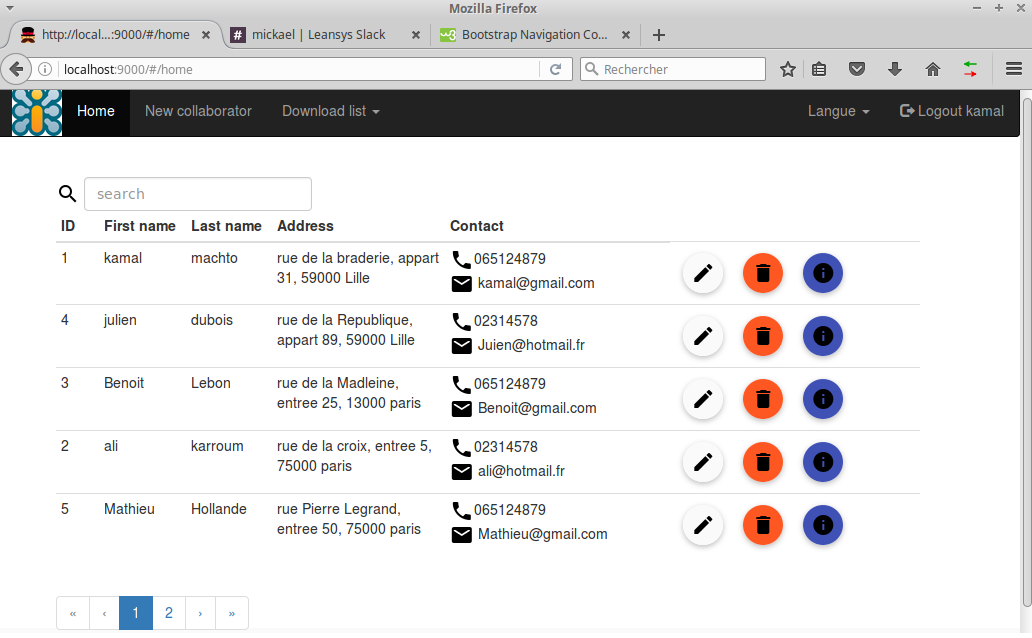 Mozilla Firefox
http://local...:9000/#/home
mickael | Leansys Slack
Bootstrap Navigation Co...
localhost:9000/#/home
Rechercher
Home New collaborator Download list Langue Logout kamal
search
ID First name Last name Address Contact
1 kamal machto rue de la braderie, appart 065124879
31, 59000 Lille kamal@gmail.com
4 julien dubois rue de la Republique, 02314578
appart 89, 59000 Lille Juien@hotmail.fr
3 Benoit Lebon rue de la Madleine, 065124879
entree 25, 13000 paris Benoit@gmail.com
2 ali karroum rue de la croix, entree 5, 02314578
75000 paris ali@hotmail.fr
5 Mathieu Hollande rue Pierre Legrand, 065124879
entree 50, 75000 paris Mathieu@gmail.com
« ‹ 1 2 › »